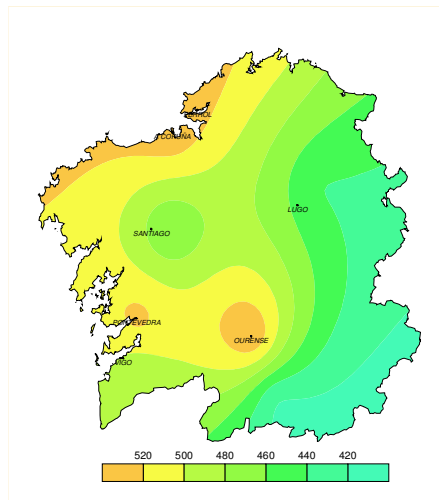 FERROL
A CORUÑA
LUGO
SANTIAGO
PONTEVEDRA
OURENSE
VIGO
520 500 480 460 440 420